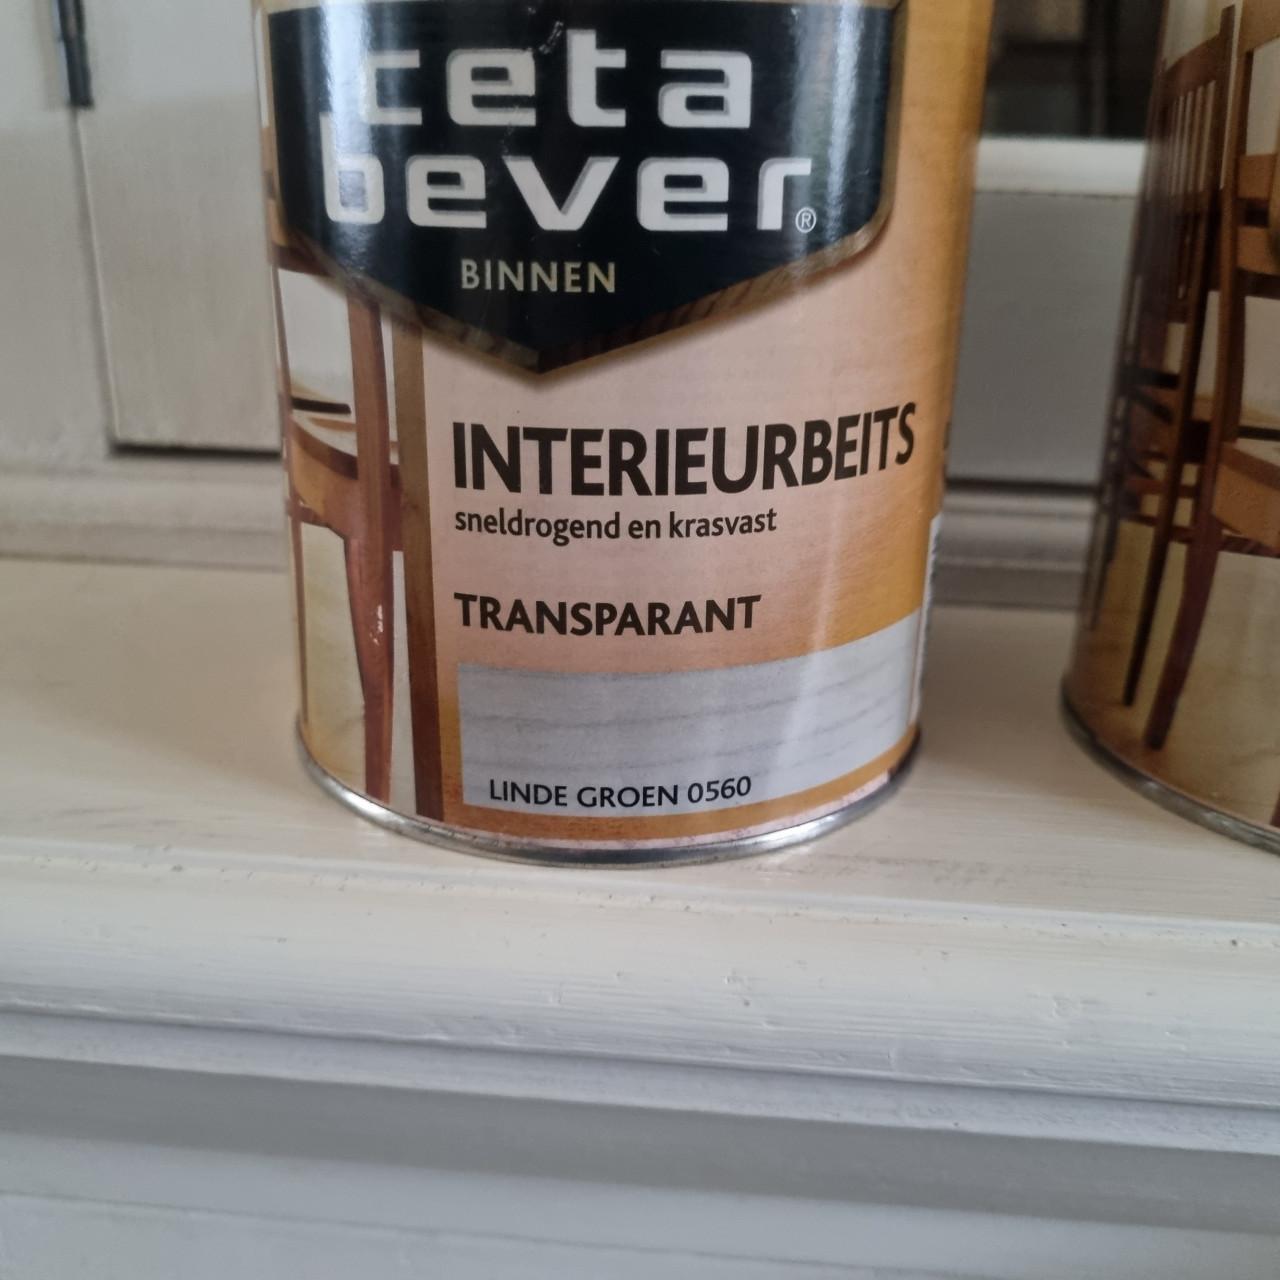 ceta
bever®
BINNEN
INTERIEURBEITS
sneldrogend en krasvast
TRANSPARANT
LINDE GROEN 0560